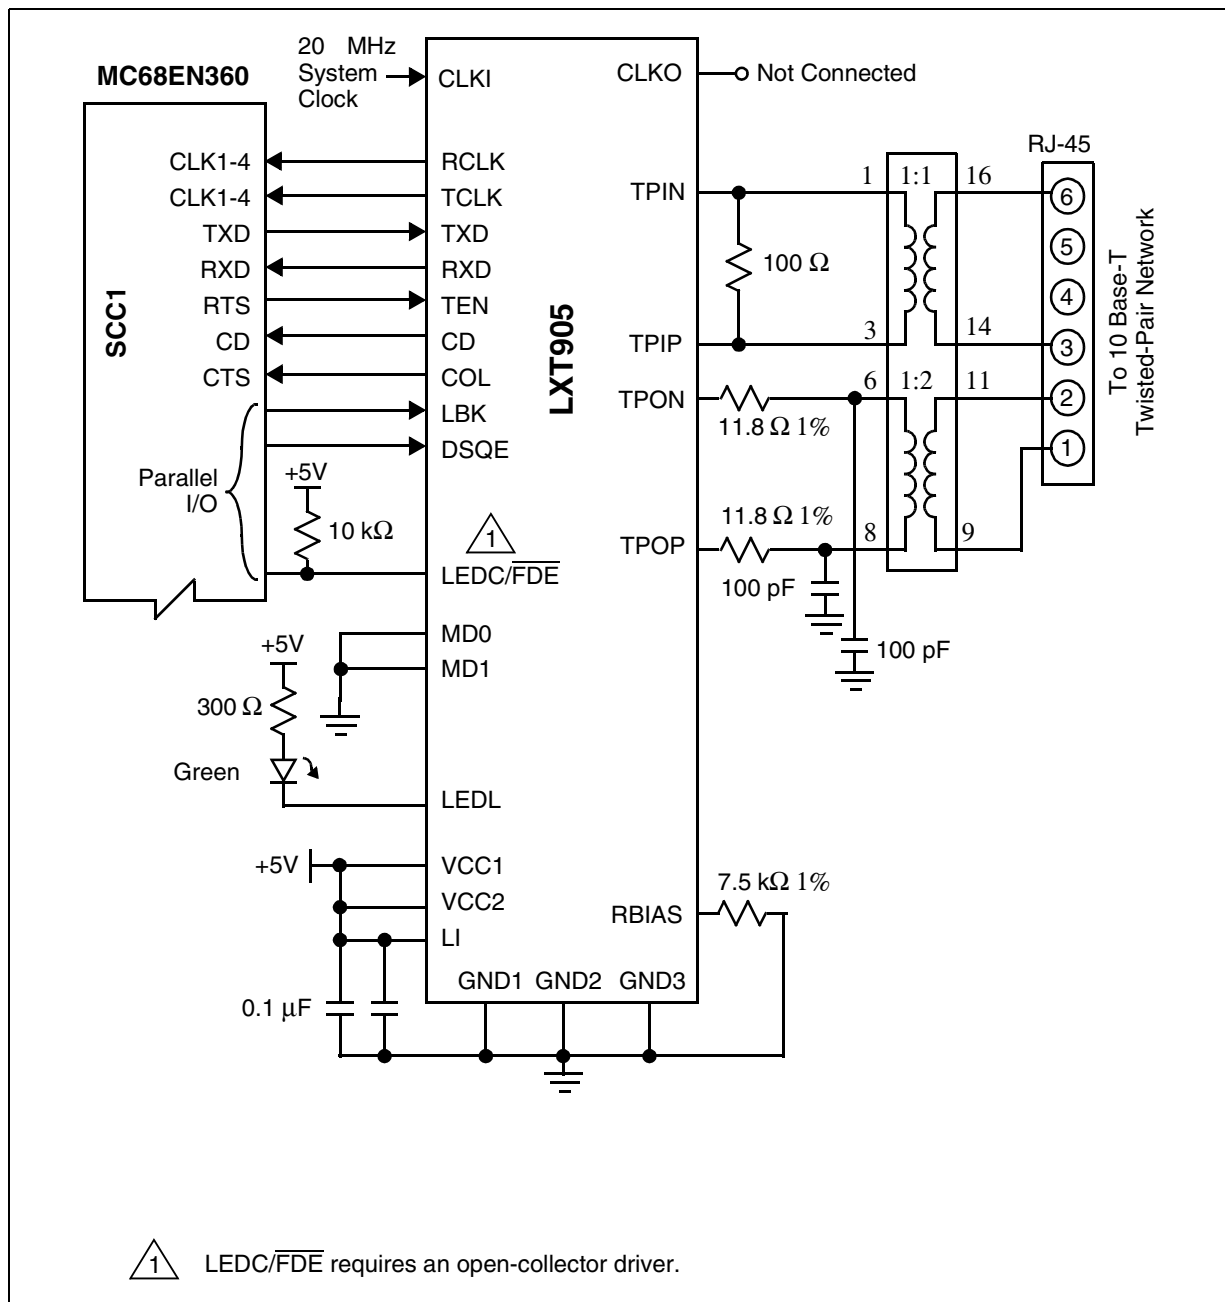 20 MHz
System
Clock
MC68EN360
SCC1
CLK1-4
CLK1-4
TXD
RXD
RTS
CD
CTS
Parallel
I/O
+5V
10 kΩ
+5V
300 Ω
Green
+5V
0.1 µF
LXT905
CLKI
RCLK
TCLK
TXD
RXD
TEN
CD
COL
LBK
DSQE
1
LEDC/FDE
MD0
MD1
LEDL
VCC1
VCC2
LI
GND1 GND2 GND3
CLKO
TPIN
TPIP
TPON
TPOP
RBIAS
Not Connected
100 Ω
11.8 Ω 1%
11.8 Ω 1%
100 pF
100 pF
7.5 kΩ 1%
1 1:1 16
3 14
6 1:2 11
8 9
RJ-45
6
5
4
3
2
1
To 10 Base-T
Twisted-Pair Network
1 LEDC/FDE requires an open-collector driver.